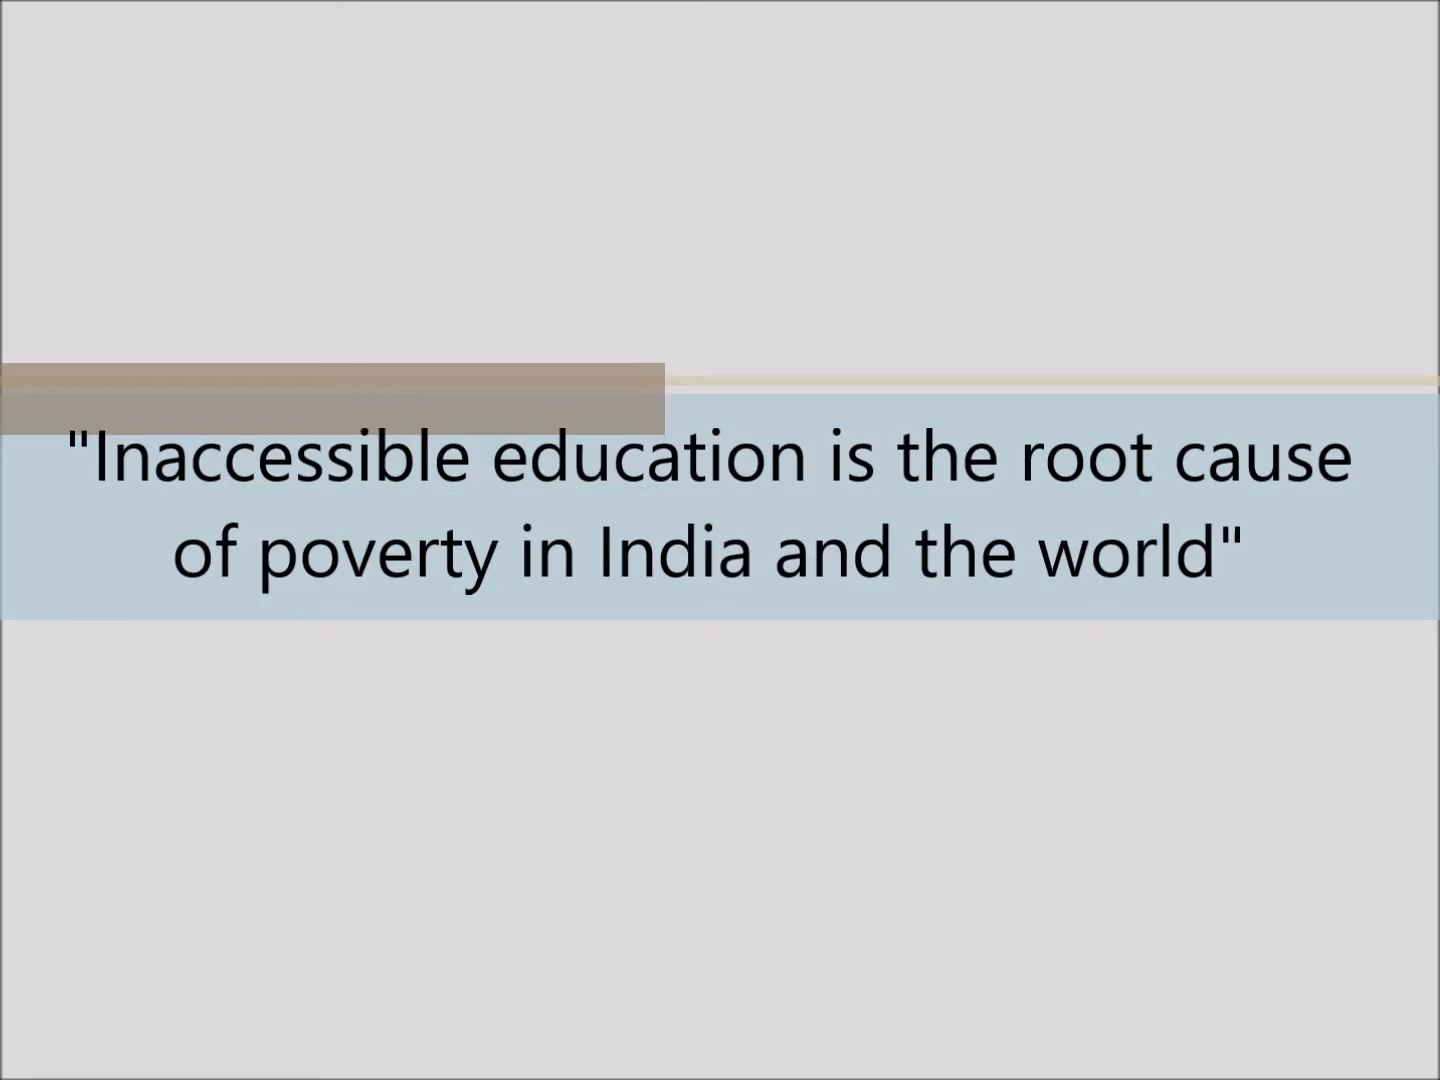 "Inaccessible education is the root cause
of poverty in India and the world"